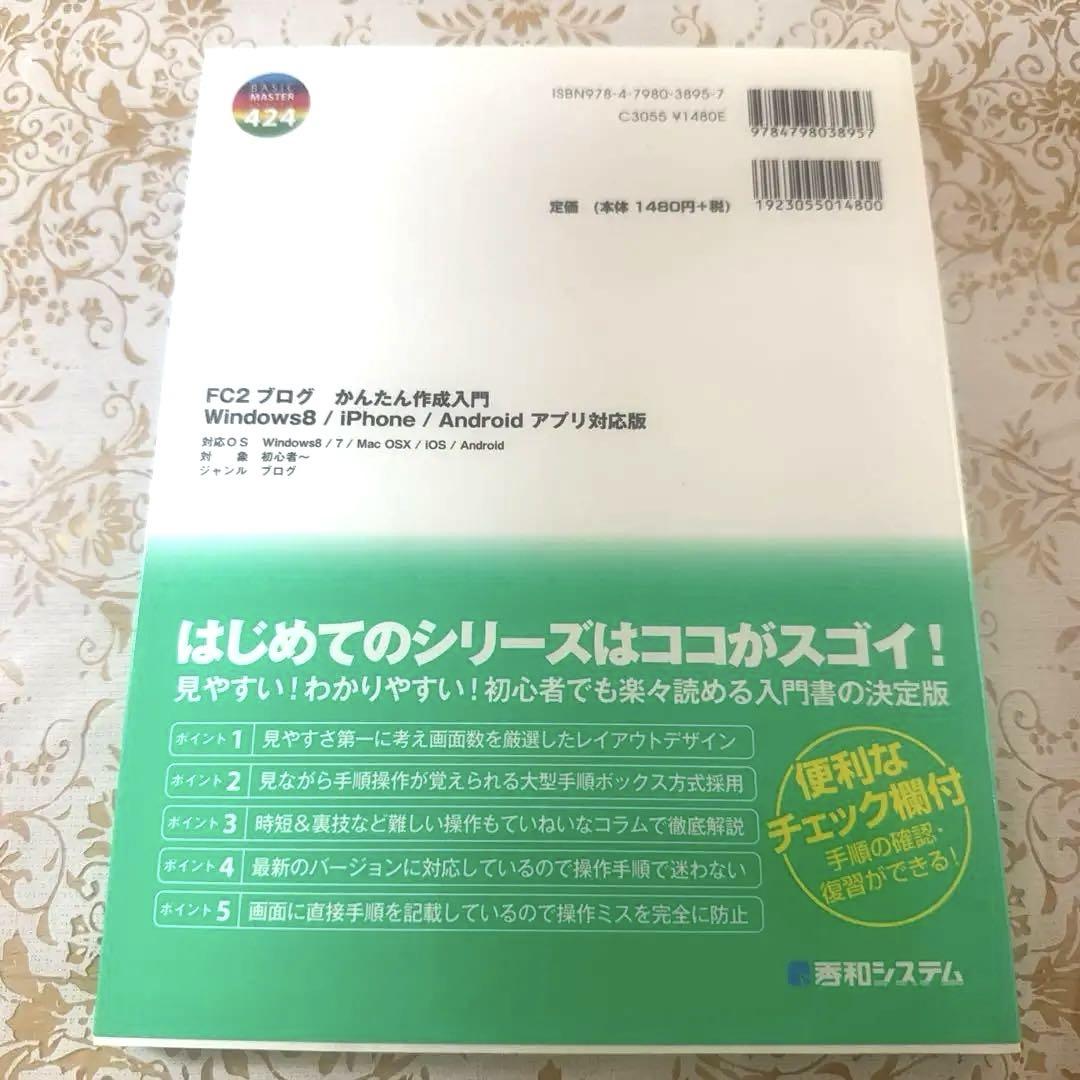 BASIC
MASTER
424
ISBN978-4-7980-3895-7
C3055 ¥1480E
9784798038957
定価 (本体 1480円+税)
1923055014800
FC2 ブログ かんたん作成入門
Windows8 / iPhone / Android アプリ対応版
対応OS Windows8 / 7 / Mac OSX / iOS / Android
対 象 初心者~
ジャンル ブログ
はじめてのシリーズはココがスゴイ!
見やすい!わかりやすい!初心者でも楽々読める入門書の決定版
ポイント1 見やすさ第一に考え画面数を厳選したレイアウトデザイン
ポイント2 見ながら手順操作が覚えられる大型手順ボックス方式採用
ポイント3 時短&裏技など難しい操作もていねいなコラムで徹底解説
ポイント4 最新のバージョンに対応しているので操作手順で迷わない
ポイント5 画面に直接手順を記載しているので操作ミスを完全に防止
便利な
チェック欄付
手順の確認・
復習ができる!
秀和システム